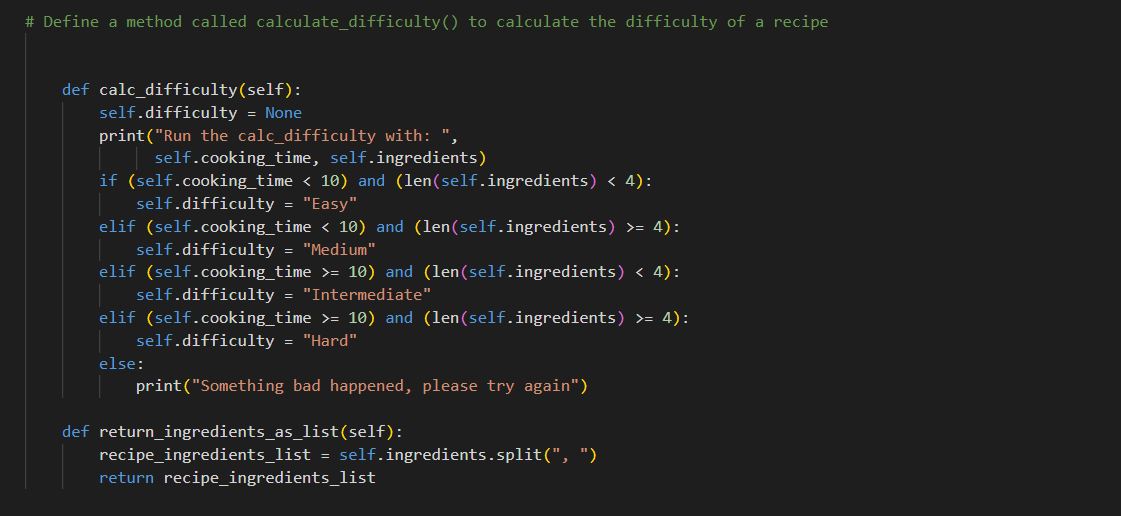 # Define a method called calculate_difficulty() to calculate the difficulty of a recipe
def calc_difficulty(self):
self.difficulty = None
print("Run the calc_difficulty with: ",
self.cooking_time, self.ingredients)
if (self.cooking_time < 10) and (len(self.ingredients) < 4):
self.difficulty = "Easy"
elif (self.cooking_time < 10) and (len(self.ingredients) >= 4):
self.difficulty = "Medium"
elif (self.cooking_time >= 10) and (len(self.ingredients) < 4):
self.difficulty = "Intermediate"
elif (self.cooking_time >= 10) and (len(self.ingredients) >= 4):
self.difficulty = "Hard"
else:
print("Something bad happened, please try again")
def return_ingredients_as_list(self):
recipe_ingredients_list = self.ingredients.split(", ")
return recipe_ingredients_list